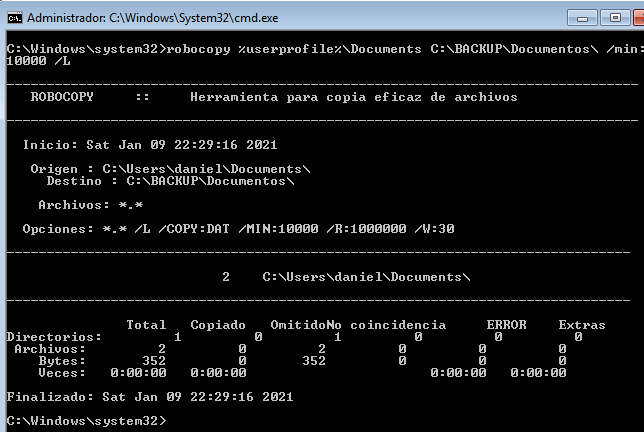 Administrador: C:\Windows\System32\cmd.exe
C:\Windows\system32>robocopy %userprofile%\Documents C:\BACKUP\Documentos\ /min:
10000 /L
-------------------------------------------------------------------------------
ROBOCOPY :: Herramienta para copia eficaz de archivos
-------------------------------------------------------------------------------
Inicio: Sat Jan 09 22:29:16 2021
Origen : C:\Users\daniel\Documents\
Destino : C:\BACKUP\Documentos\
Archivos: *.*
Opciones: *.* /L /COPY:DAT /MIN:10000 /R:1000000 /W:30
------------------------------------------------------------------------------
2 C:\Users\daniel\Documents\
------------------------------------------------------------------------------
Total Copiado OmitidoNo coincidencia ERROR Extras
Directorios: 1 0 1 0 0 0
Archivos: 2 0 2 0 0 0
Bytes: 352 0 352 0 0 0
Veces: 0:00:00 0:00:00 0:00:00 0:00:00
Finalizado: Sat Jan 09 22:29:16 2021
C:\Windows\system32>